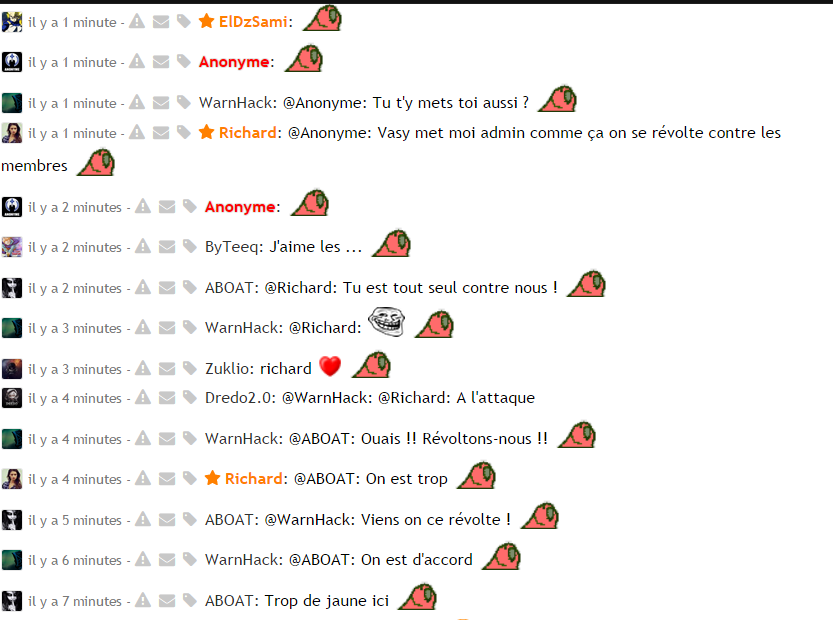 il y a 1 minute - ElDzSami:
il y a 1 minute - Anonyme:
il y a 1 minute - WarnHack: @Anonyme: Tu t'y mets toi aussi ?
il y a 1 minute - Richard: @Anonyme: Vasy met moi admin comme ça on se révolte contre les
membres
il y a 2 minutes - Anonyme:
il y a 2 minutes - ByTeeq: J'aime les ...
il y a 2 minutes - ABOAT: @Richard: Tu est tout seul contre nous !
il y a 3 minutes - WarnHack: @Richard:
il y a 3 minutes - Zuklio: richard
il y a 4 minutes - Dredo2.0: @WarnHack: @Richard: A l'attaque
il y a 4 minutes - WarnHack: @ABOAT: Ouais !! Révoltons-nous !!
il y a 4 minutes - Richard: @ABOAT: On est trop
il y a 5 minutes - ABOAT: @WarnHack: Viens on ce révolte !
il y a 6 minutes - WarnHack: @ABOAT: On est d'accord
il y a 7 minutes - ABOAT: Trop de jaune ici